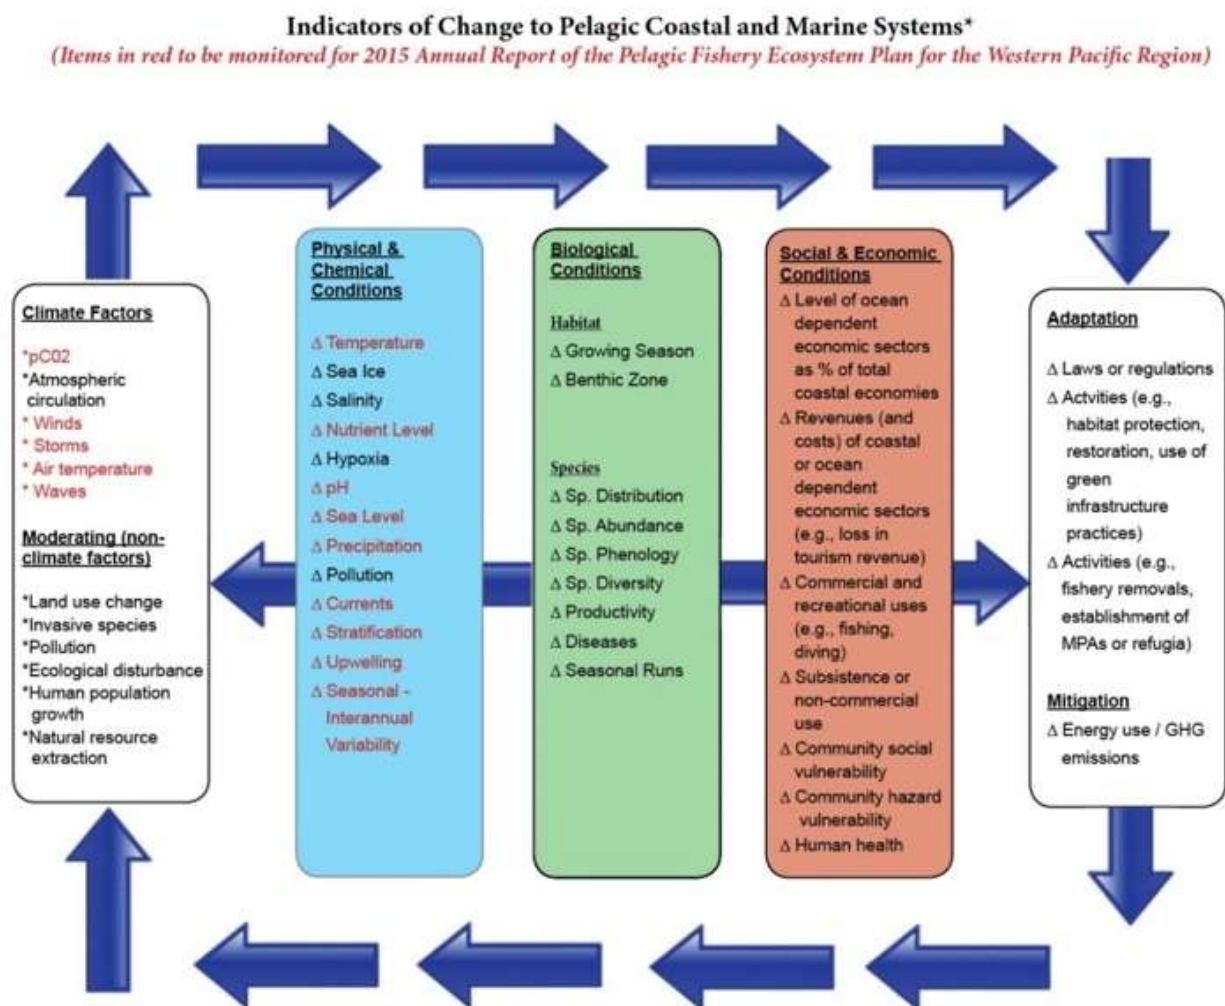 Indicators of Change to Pelagic Coastal and Marine Systems*
(Items in red to be monitored for 2015 Annual Report of the Pelagic Fishery Ecosystem Plan for the Western Pacific Region)
Climate Factors
*pC02
*Atmospheric
circulation
* Winds
* Storms
* Air temperature
* Waves
Moderating (non-
climate factors)
*Land use change
*Invasive species
*Pollution
*Ecological disturbance
*Human population
growth
*Natural resource
extraction
Physical &
Chemical
Conditions
Δ Temperature
Δ Sea Ice
Δ Salinity
Δ Nutrient Level
Δ Hypoxia
Δ pH
Δ Sea Level
Δ Precipitation
Δ Pollution
Δ Currents
Δ Stratification
Δ Upwelling
Δ Seasonal -
Interannual
Variability
Biological
Conditions
Habitat
Δ Growing Season
Δ Benthic Zone
Species
Δ Sp. Distribution
Δ Sp. Abundance
Δ Sp. Phenology
Δ Sp. Diversity
Δ Productivity
Δ Diseases
Δ Seasonal Runs
Social & Economic
Conditions
Δ Level of ocean
dependent
economic sectors
as % of total
coastal economies
Δ Revenues (and
costs) of coastal
or ocean
dependent
economic sectors
(e.g., loss in
tourism revenue)
Δ Commercial and
recreational uses
(e.g., fishing,
diving)
Δ Subsistence or
non-commercial
use
Δ Community social
vulnerability
Δ Community hazard
vulnerability
Δ Human health
Adaptation
Δ Laws or regulations
Δ Actvities (e.g.,
habitat protection,
restoration, use of
green
infrastructure
practices)
Δ Activities (e.g.,
fishery removals,
establishment of
MPAs or refugia)
Mitigation
Δ Energy use / GHG
emissions